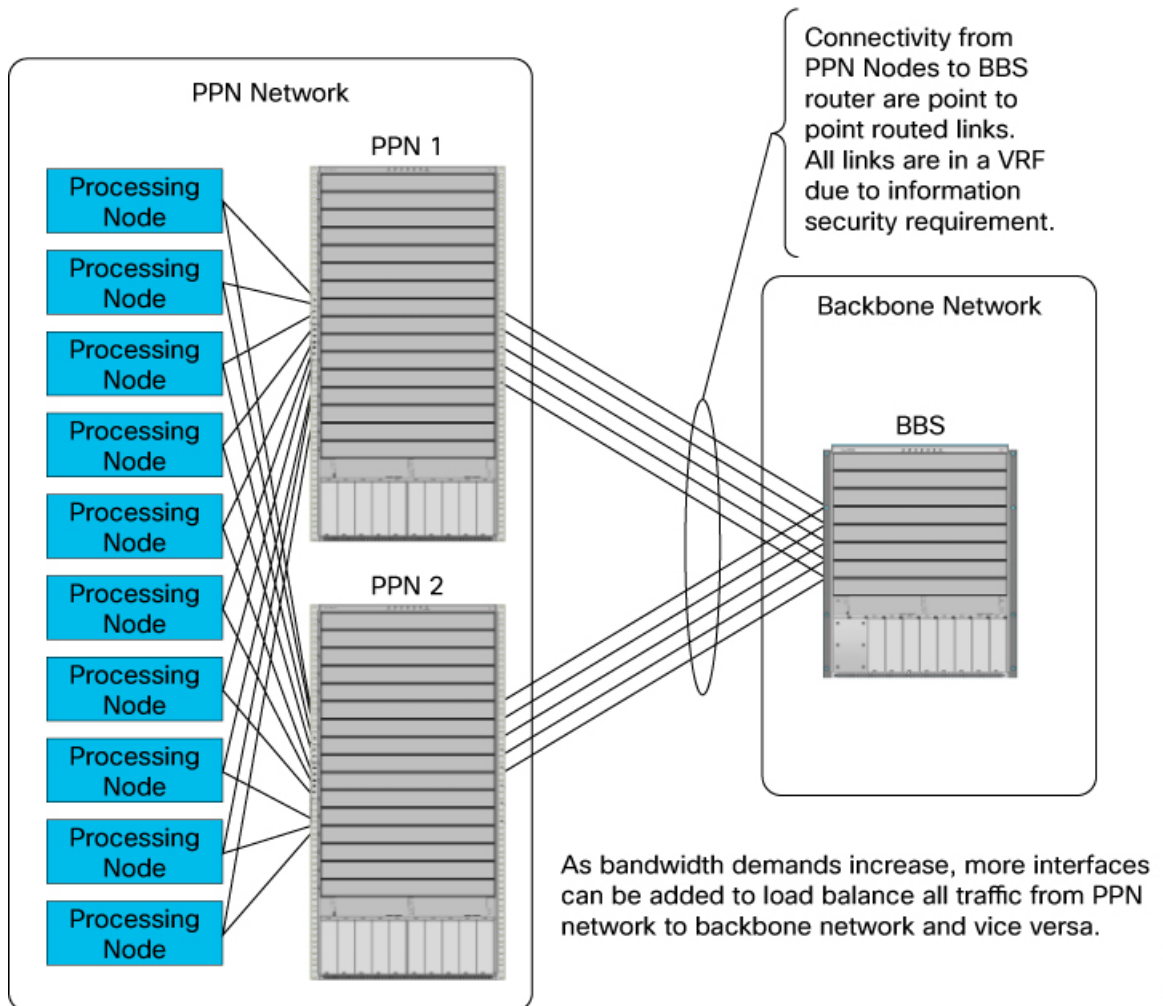 Connectivity from
PPN Nodes to BBS
router are point to
point routed links.
All links are in a VRF
due to information
security requirement.
PPN Network
PPN 1
Processing
Node
Processing
Node
Processing
Node
Processing
Node
Processing
Node
Processing
Node
Processing
Node
Processing
Node
Processing
Node
Processing
Node
PPN 2
Backbone Network
BBS
As bandwidth demands increase, more interfaces
can be added to load balance all traffic from PPN
network to backbone network and vice versa.